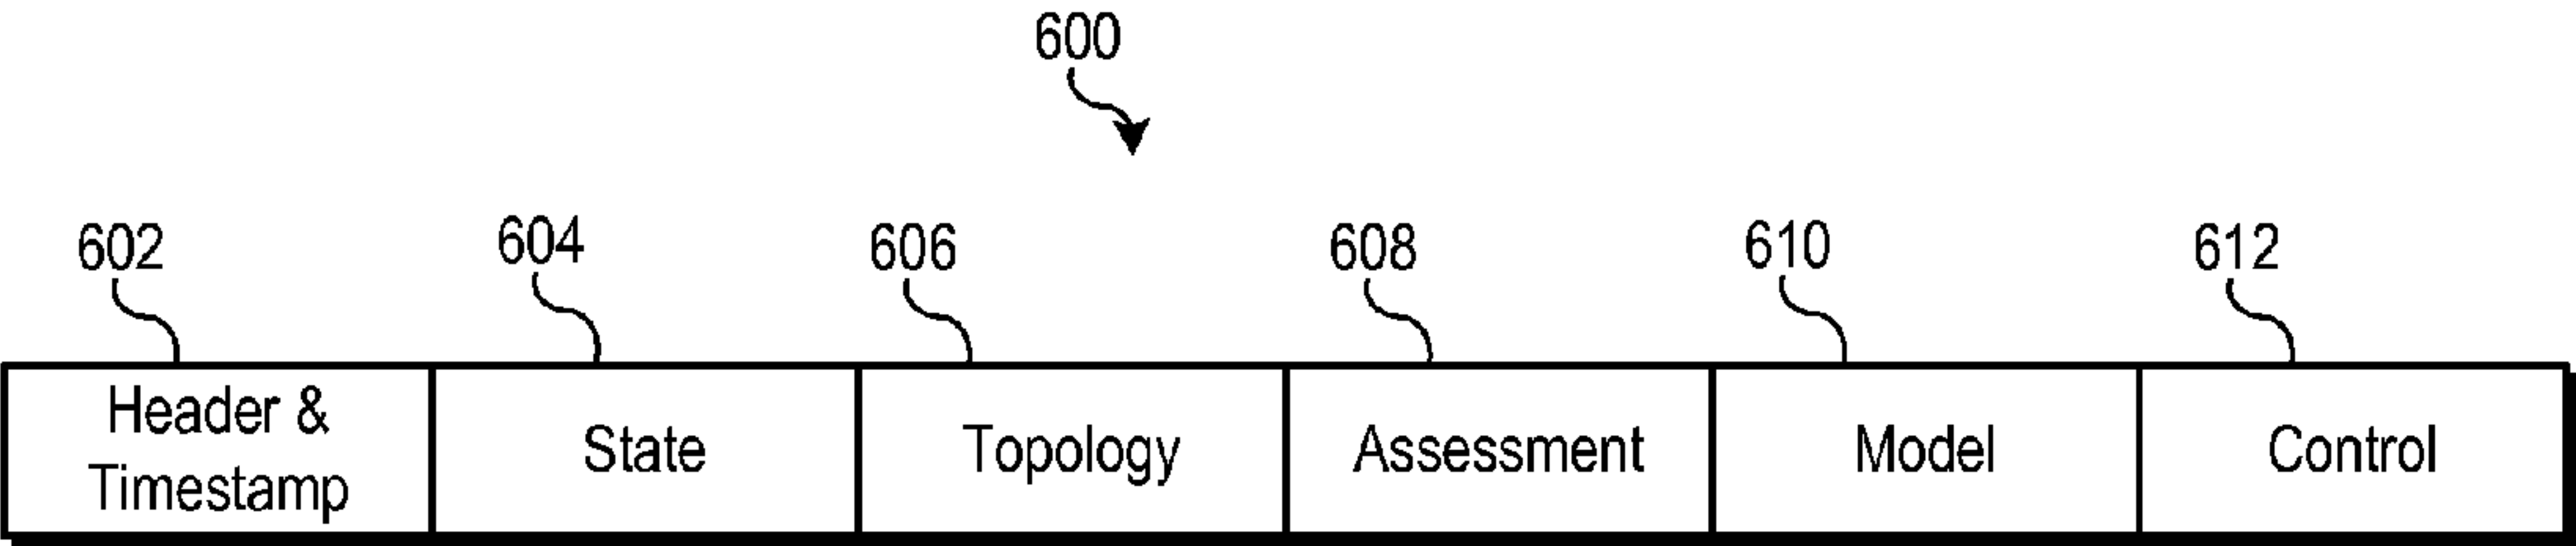 600
602
604
606
608
610
612
Header &
Timestamp
State
Topology
Assessment
Model
Control